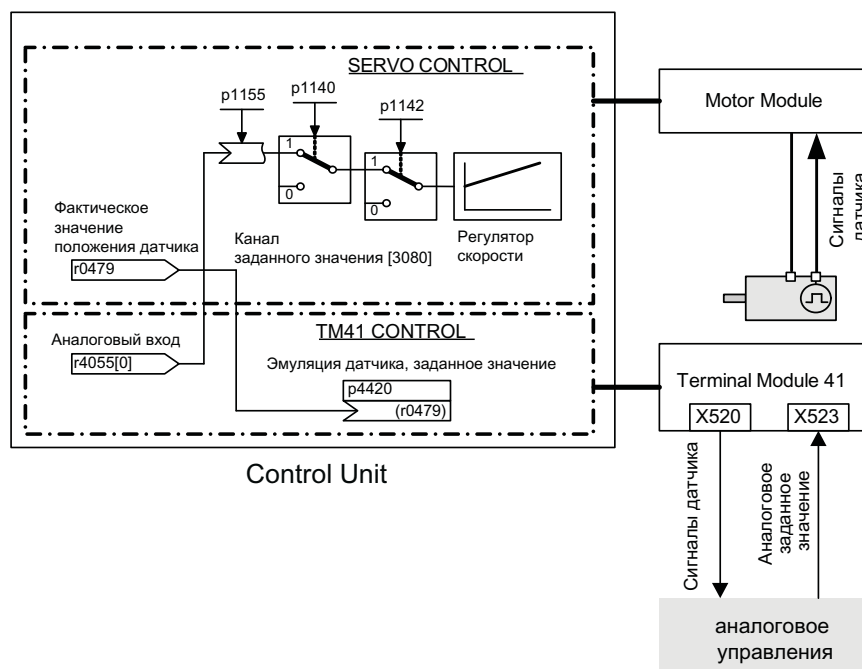 SERVO CONTROL
p1155
p1140
p1142
1
0
1
0
Фактическое
значение
положения датчика
r0479
Канал
заданного значения [3080]
Регулятор
скорости
TM41 CONTROL
Аналоговый вход
r4055[0]
Эмуляция датчика, заданное значение
p4420
(r0479)
Control Unit
Motor Module
Сигналы
датчика
Terminal Module 41
X520
X523
Сигналы датчика
Аналоговое
заданное
значение
аналоговое
управления